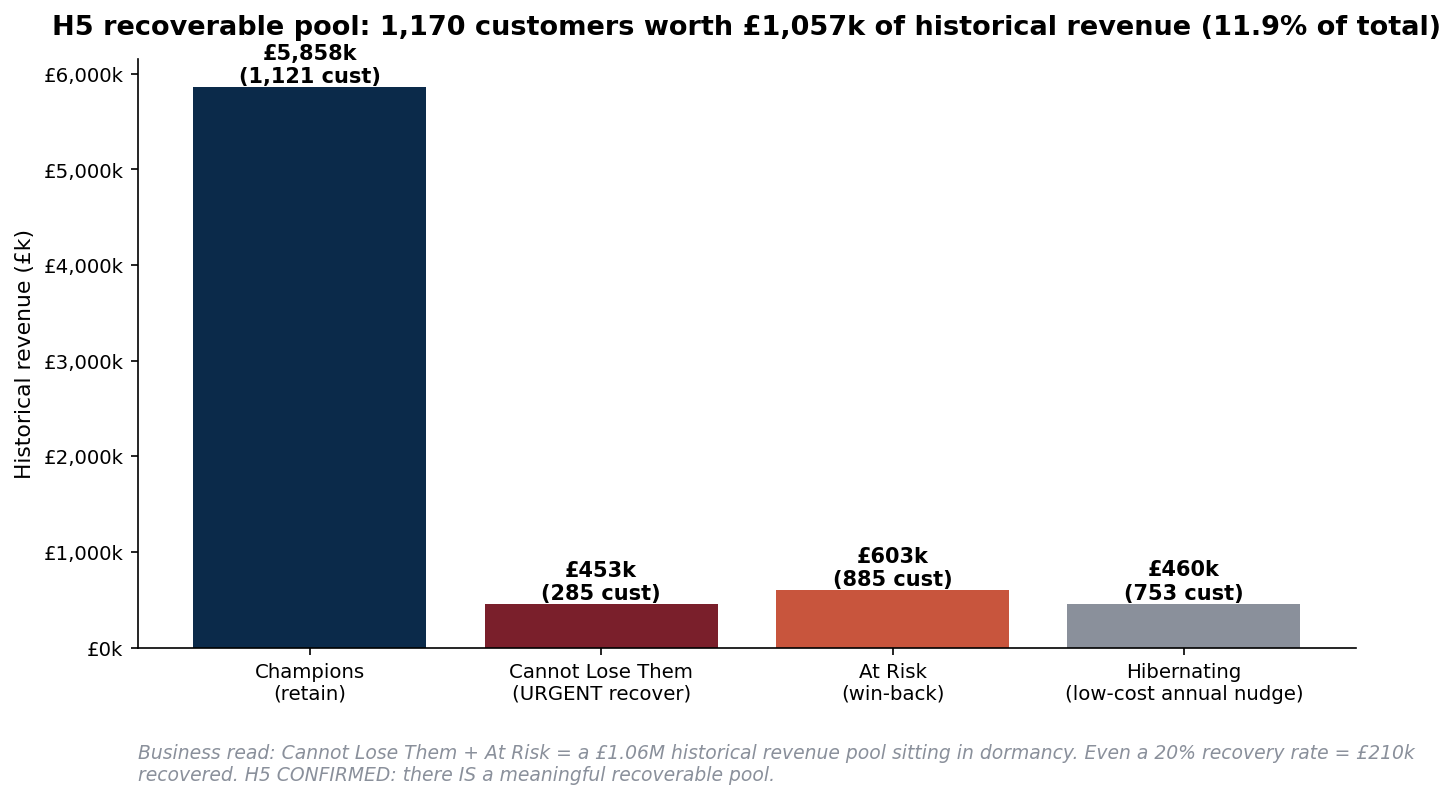 H5 recoverable pool: 1,170 customers worth £1,057k of historical revenue (11.9% of total)
£5,858k
(1,121 cust)
£6,000k
£5,000k
£4,000k
£3,000k
£2,000k
£1,000k
£0k
Historical revenue (£k)
£453k
(285 cust)
£603k
(885 cust)
£460k
(753 cust)
Champions
(retain)
Cannot Lose Them
(URGENT recover)
At Risk
(win-back)
Hibernating
(low-cost annual nudge)
Business read: Cannot Lose Them + At Risk = a £1.06M historical revenue pool sitting in dormancy. Even a 20% recovery rate = £210k
recovered. H5 CONFIRMED: there IS a meaningful recoverable pool.